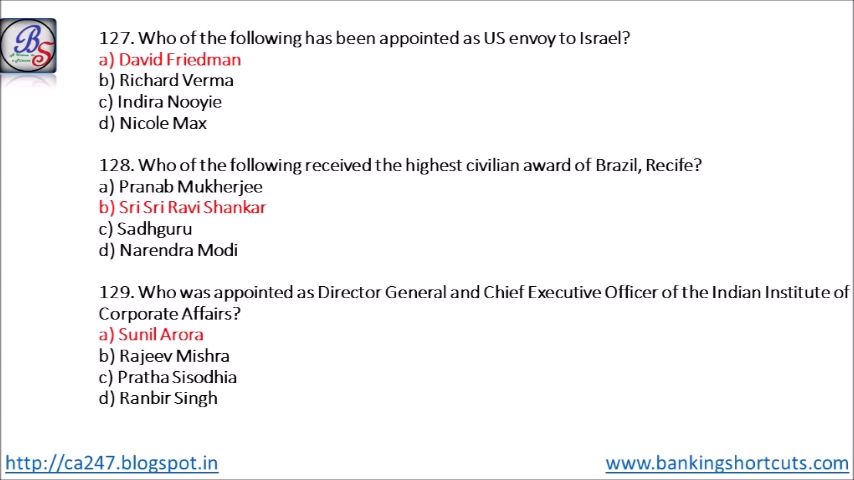 BS
127. Who of the following has been appointed as US envoy to Israel?
a) David Friedman
b) Richard Verma
c) Indira Nooyie
d) Nicole Max
128. Who of the following received the highest civilian award of Brazil, Recife?
a) Pranab Mukherjee
b) Sri Sri Ravi Shankar
c) Sadhguru
d) Narendra Modi
129. Who was appointed as Director General and Chief Executive Officer of the Indian Institute of
Corporate Affairs?
a) Sunil Arora
b) Rajeev Mishra
c) Pratha Sisodhia
d) Ranbir Singh
http://ca247.blogspot.in
www.bankingshortcuts.com